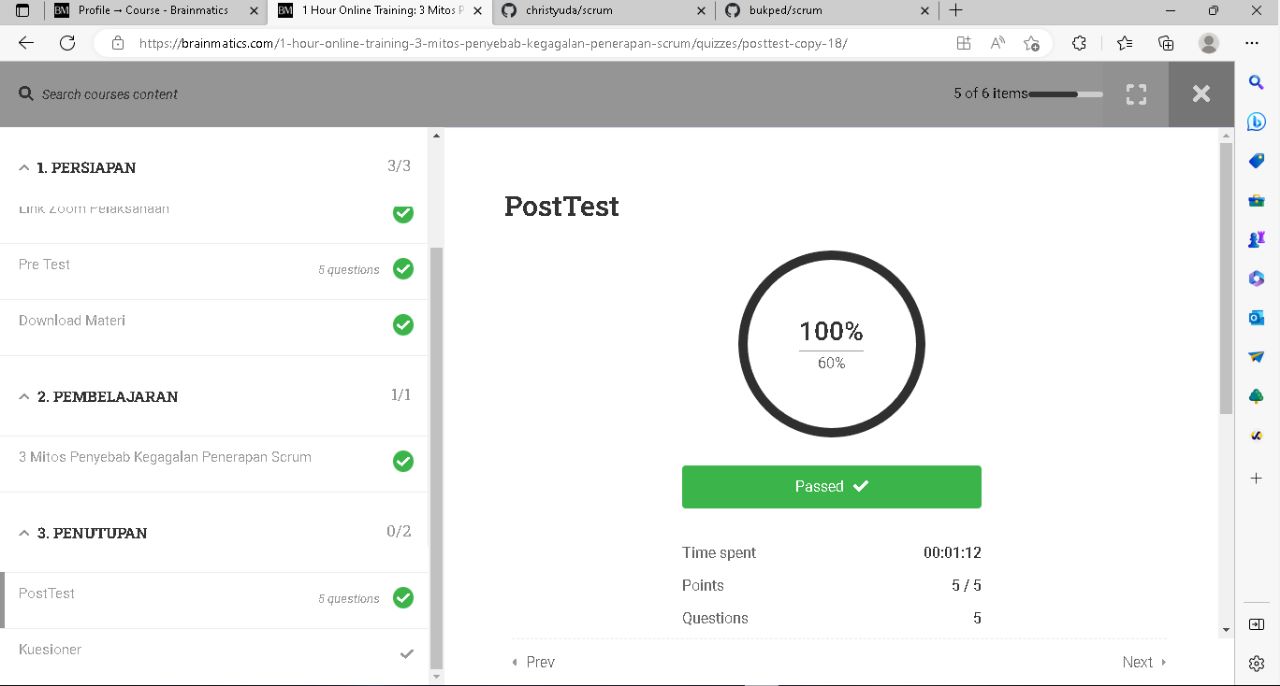 Profile → Course - Brainmatics
1 Hour Online Training: 3 Mitos P
christyuda/scrum
bukped/scrum
https://brainmatics.com/1-hour-online-training-3-mitos-penyebab-kegagalan-penerapan-scrum/quizzes/posttest-copy-18/
Search courses content
5 of 6 items
1. PERSIAPAN
3/3
Link Zoom Pelaksanaan
Pre Test
5 questions
Download Materi
2. PEMBELAJARAN
1/1
3 Mitos Penyebab Kegagalan Penerapan Scrum
3. PENUTUPAN
0/2
PostTest
5 questions
Kuesioner
PostTest
100%
60%
Passed
Time spent 00:01:12
Points 5 / 5
Questions 5
Prev
Next